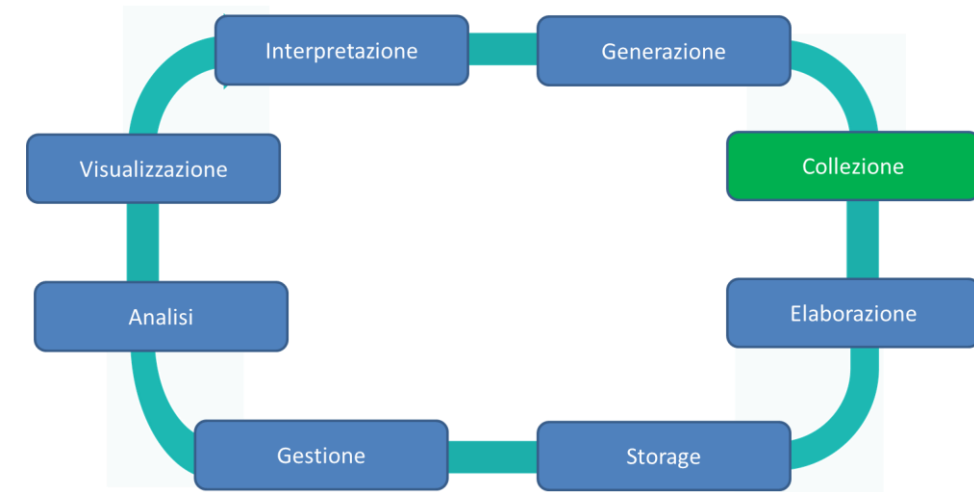 Interpretazione
Generazione
Visualizzazione
Collezione
Analisi
Elaborazione
Gestione
Storage